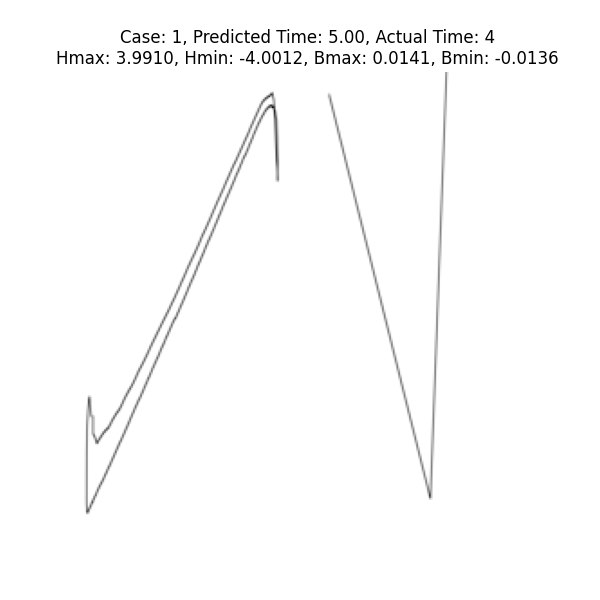 Case: 1, Predicted Time: 5.00, Actual Time: 4
Hmax: 3.9910, Hmin: -4.0012, Bmax: 0.0141, Bmin: -0.0136